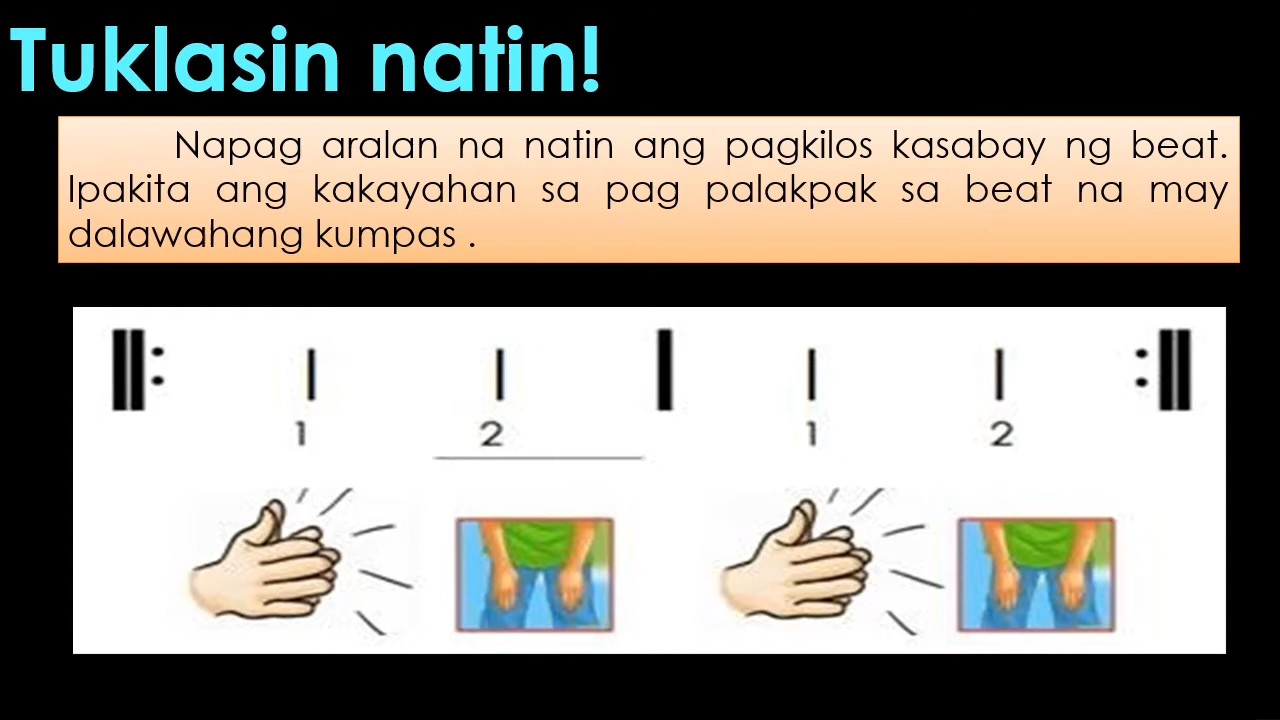 Tuklasin natin!
Napag aralan na natin ang pagkilos kasabay ng beat.
Ipakita ang kakayahan sa pag palakpak sa beat na may
dalawahang kumpas .
1 2 1 2